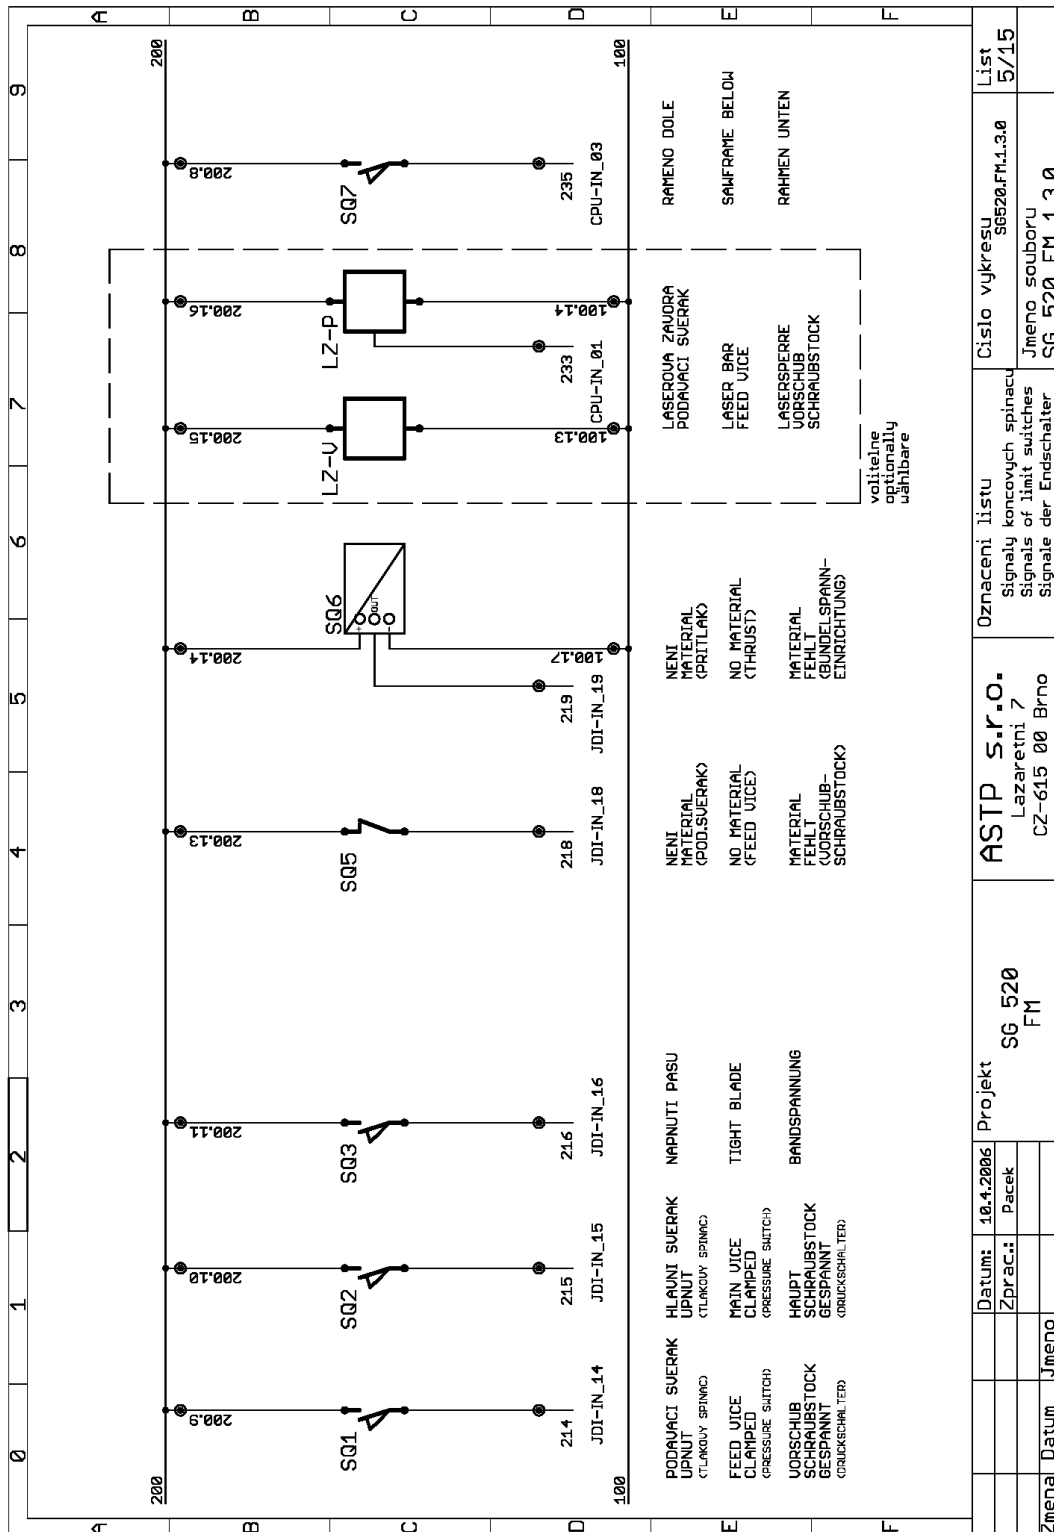 0 1 2 3 4 5 6 7 8 9
A A
B B
C C
D D
E E
F F
200 200
200.9
200.10
200.11
200.13
200.14
200.15
200.16
200.8
SQ1
SQ2
SQ3
SQ5
SQ6
+ OUT -
LZ-V
LZ-P
SQ7
100.17
100.13
100.14
100 100
214
JDI-IN_14
215
JDI-IN_15
216
JDI-IN_16
218
JDI-IN_18
219
JDI-IN_19
233
CPU-IN_01
235
CPU-IN_03
PODAVACI SVERAK
UPNUT
(TLAKOVY SPINAC)
FEED VICE
CLAMPED
(PRESSURE SWITCH)
VORSCHUB
SCHRAUBSTOCK
GESPANNT
(DRUCKSCHALTER)
HLAVNI SVERAK
UPNUT
(TLAKOVY SPINAC)
MAIN VICE
CLAMPED
(PRESSURE SWITCH)
HAUPT
SCHRAUBSTOCK
GESPANNT
(DRUCKSCHALTER)
NAPNUTI PASU
TIGHT BLADE
BANDSPANNUNG
NENI
MATERIAL
(POD.SVERAK)
NO MATERIAL
(FEED VICE)
MATERIAL
FEHLT
(VORSCHUB-
SCHRAUBSTOCK)
NENI
MATERIAL
(PRITLAK)
NO MATERIAL
(THRUST)
MATERIAL
FEHLT
(BUNDELSPANN-
EINRICHTUNG)
LASEROVA ZAVORA
PODAVACI SVERAK
LASER BAR
FEED VICE
LASERSPERRE
VORSCHUB
SCHRAUBSTOCK
volitelne
optionally
wählbare
RAMENO DOLE
SAWFRAME BELOW
RAHMEN UNTEN
Zmena Datum Jmeno
Datum: 10.4.2006
Zprac.: Pacek
Projekt
SG 520
FM
ASTP s.r.o.
Lazaretni 7
CZ-615 00 Brno
Oznaceni listu
Signaly koncovych spinacu
Signals of limit switches
Signale der Endschalter
Cislo vykresu
SG520.FM.1.3.0
Jmeno souboru
SG 520 FM 1 3 0
List
5/15